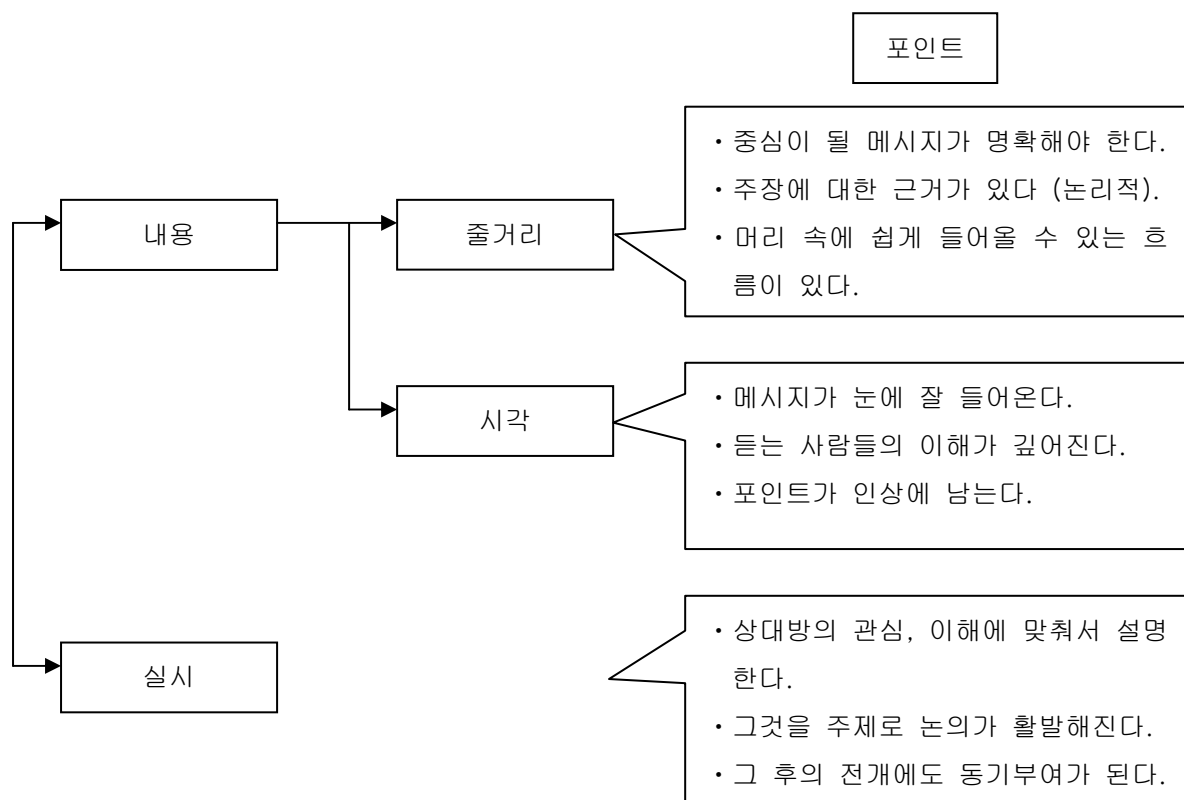 포인트
내용
줄거리
・중심이 될 메시지가 명확해야 한다.
・주장에 대한 근거가 있다 (논리적).
・머리 속에 쉽게 들어올 수 있는 흐
름이 있다.
시각
・메시지가 눈에 잘 들어온다.
・듣는 사람들의 이해가 깊어진다.
・포인트가 인상에 남는다.
실시
・상대방의 관심, 이해에 맞춰서 설명
한다.
・그것을 주제로 논의가 활발해진다.
・그 후의 전개에도 동기부여가 된다.